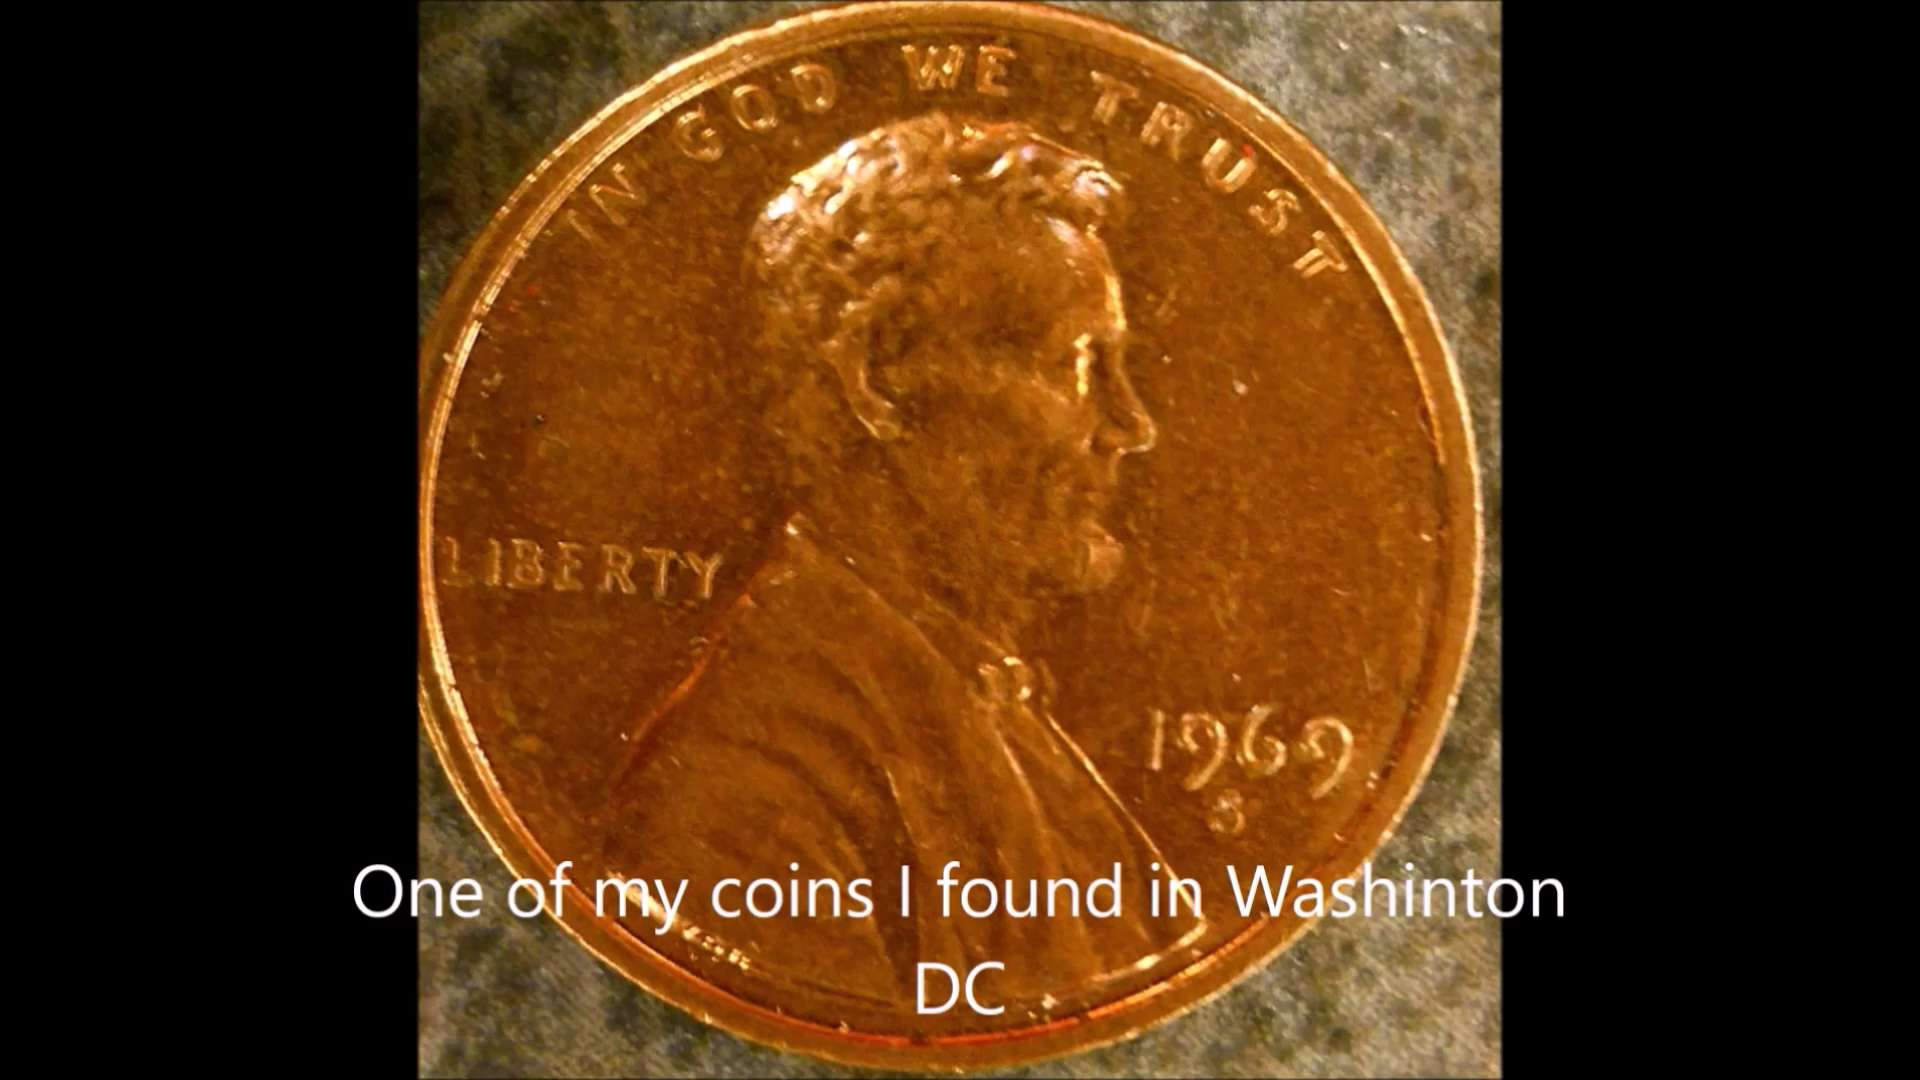 IN GOD WE TRUST
LIBERTY
1969
S
One of my coins I found in Washinton
DC